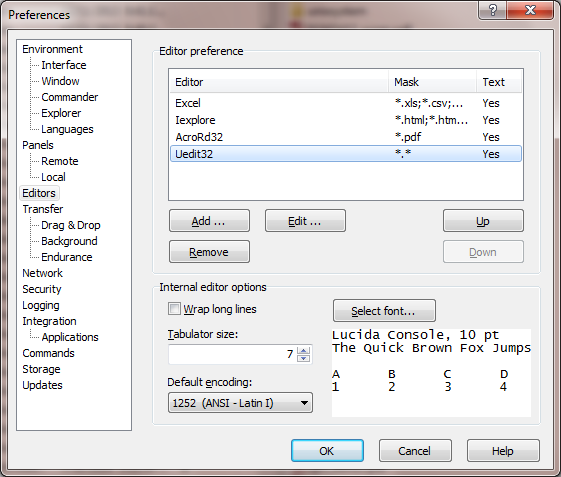 Preferences
Environment
Interface
Window
Commander
Explorer
Languages
Panels
Remote
Local
Editors
Transfer
Drag & Drop
Background
Endurance
Network
Security
Logging
Integration
Applications
Commands
Storage
Updates
Editor preference
Editor Mask Text
Excel *.xls;*.csv;... Yes
Iexplore *.html;*.htm... Yes
AcroRd32 *.pdf Yes
Uedit32 *.* Yes
Add ... Edit ... Up
Remove Down
Internal editor options
Wrap long lines
Tabulator size:
7
Default encoding:
1252 (ANSI - Latin I)
Select font...
Lucida Console, 10 pt
The Quick Brown Fox Jumps
A B C D
1 2 3 4
OK Cancel Help